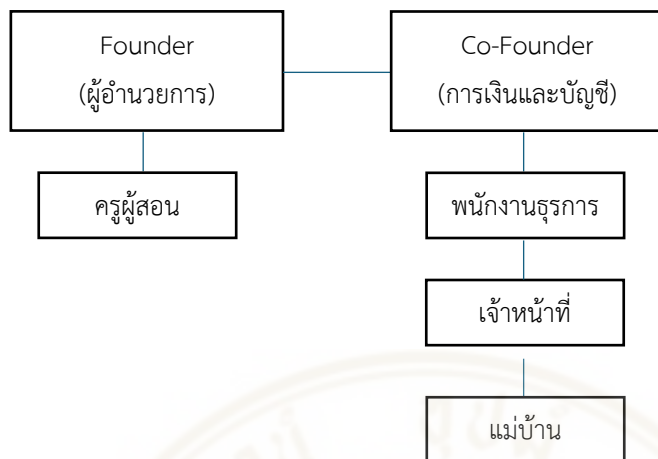 Founder
(ผู้อำนวยการ)
Co-Founder
(การเงินและบัญชี)
ครูผู้สอน
พนักงานธุรการ
เจ้าหน้าที่
แม่บ้าน